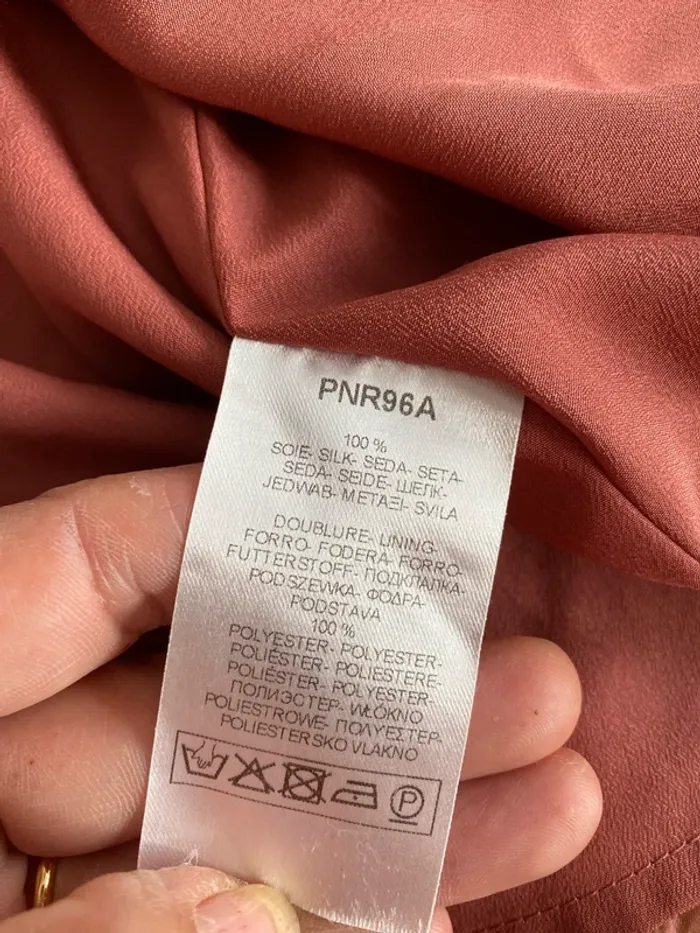 PNR96A
100 %
SOIE- SILK- SEDA- SETA-
SEDA- SEIDE- ШЕЛК-
JEDWAB- METAΞI- SVILA
DOUBLURE- LINING-
FORRO- FODERA- FORRO-
FUTTERSTOFF- ПОДКЛАПКА-
PODSZEWKA- ΦΟΔΡΑ-
PODSTAVA
100 %
POLYESTER- POLYESTER-
POLIÉSTER- POLIESTERE-
POLIÉSTER- POLYESTER-
ПОЛИЭСТЕР- WŁÓKNO
POLIESTROWE- ΠΟΛΥΕΣΤΕΡ-
POLIESTERSKO VLAKNO
P